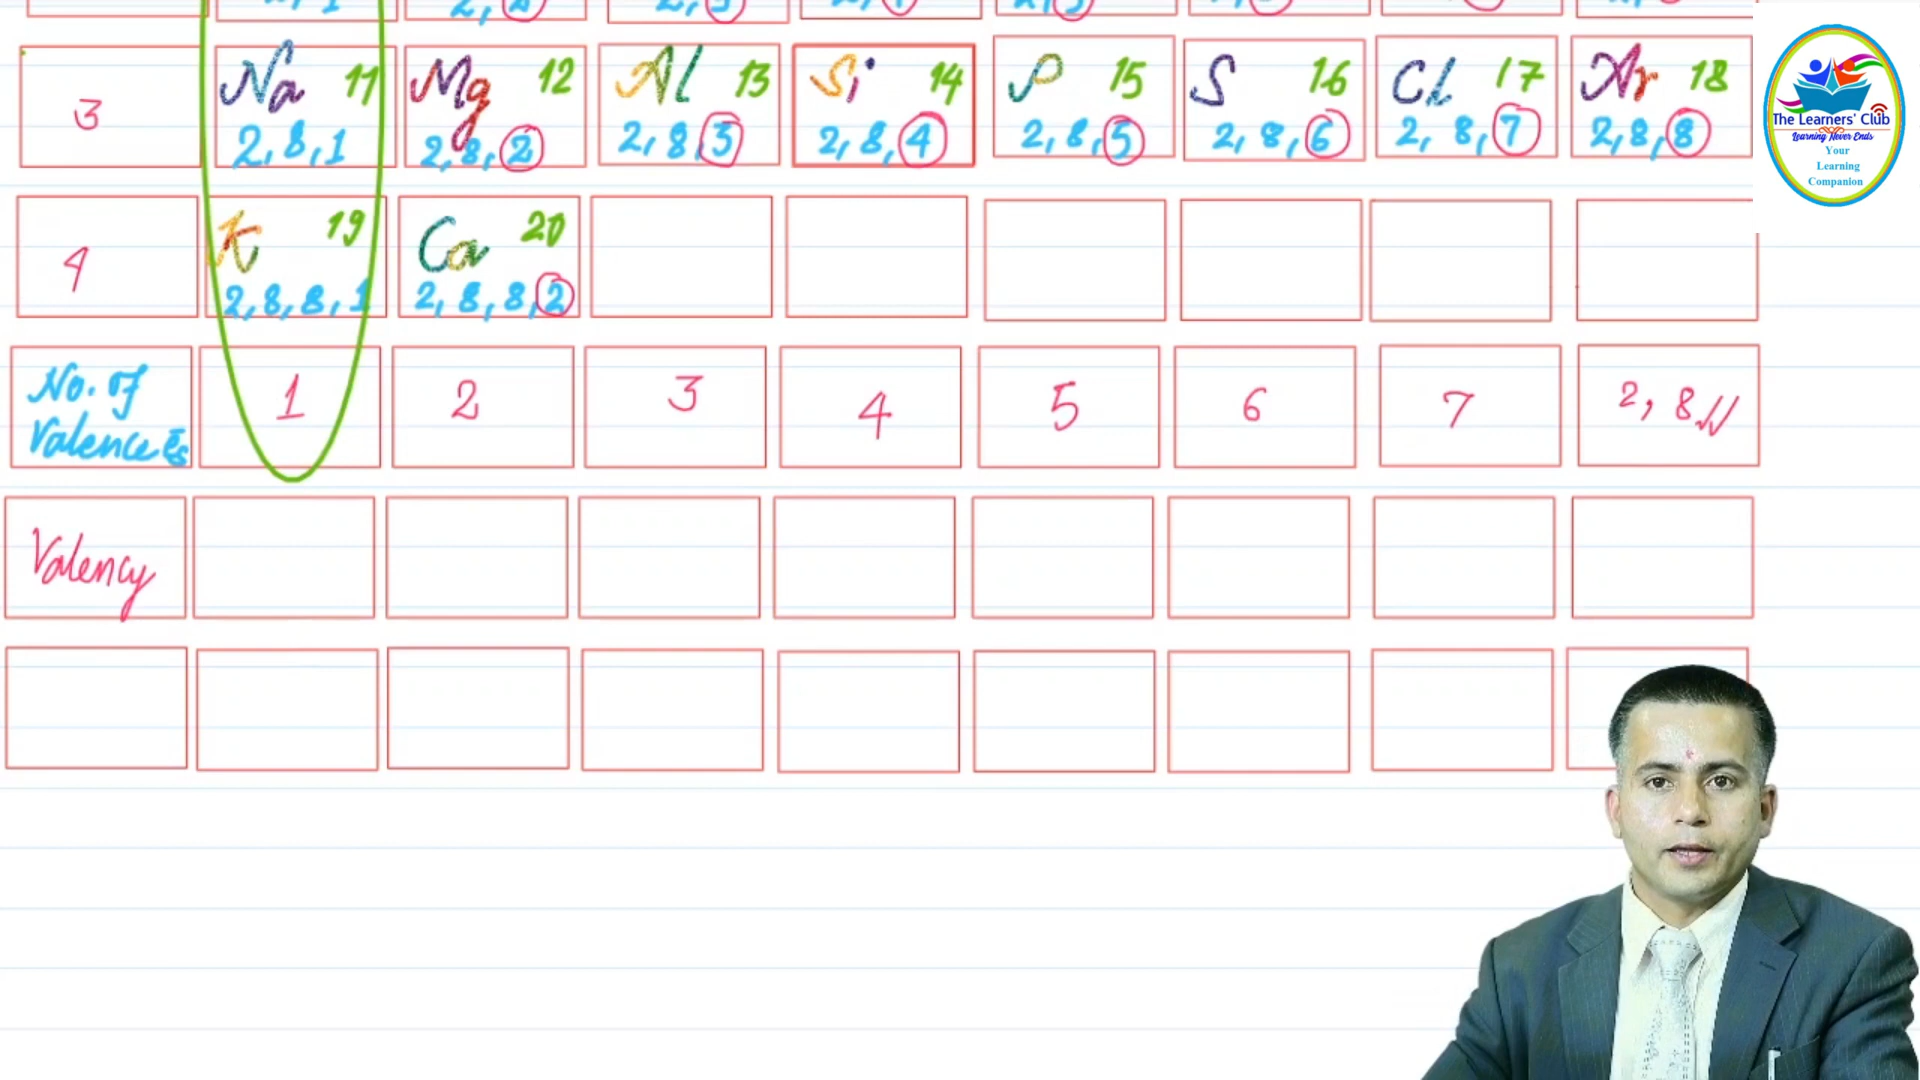 3
Na 11
2,8,1
Mg 12
2,8,2
Al 13
2,8,3
Si 14
2,8,4
P 15
2,8,5
S 16
2,8,6
Cl 17
2,8,7
Ar 18
2,8,8
4
K 19
2,8,8,1
Ca 20
2,8,8,2
No. of
Valence ēs
1
2
3
4
5
6
7
2, 8
Valency
The Learners' Club
Learning Never Ends
Your
Learning
Companion